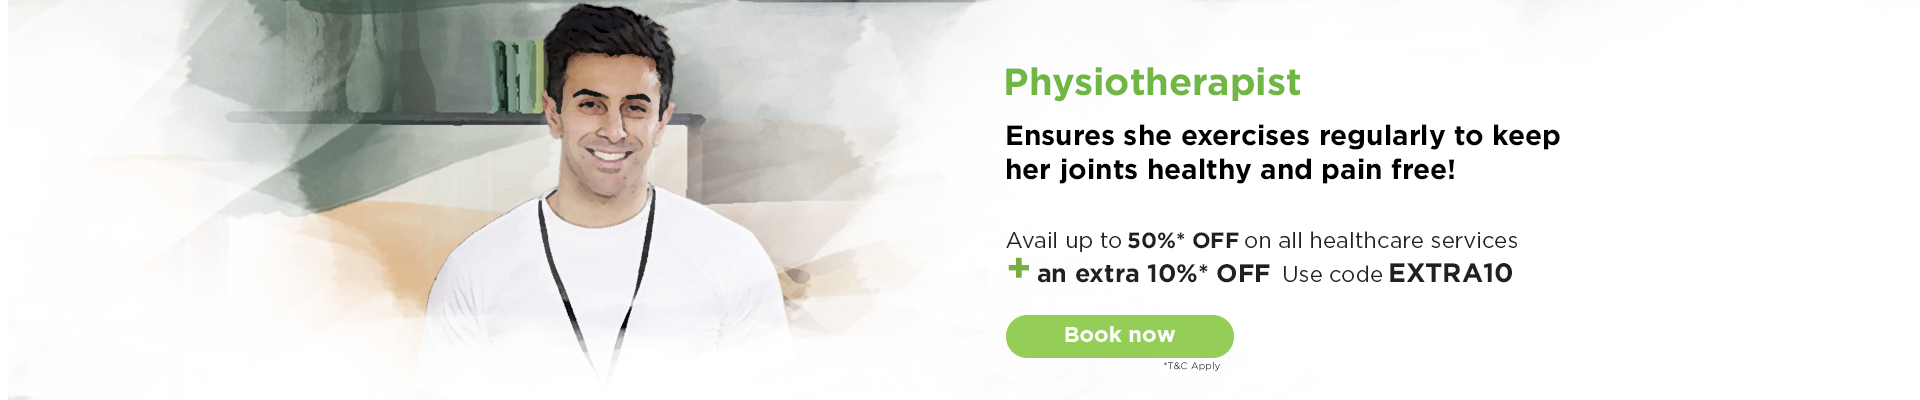 Physiotherapist
Ensures she exercises regularly to keep
her joints healthy and pain free!
Avail up to 50%* OFF on all healthcare services
+ an extra 10%* OFF Use code EXTRA10
Book now
*T&C Apply